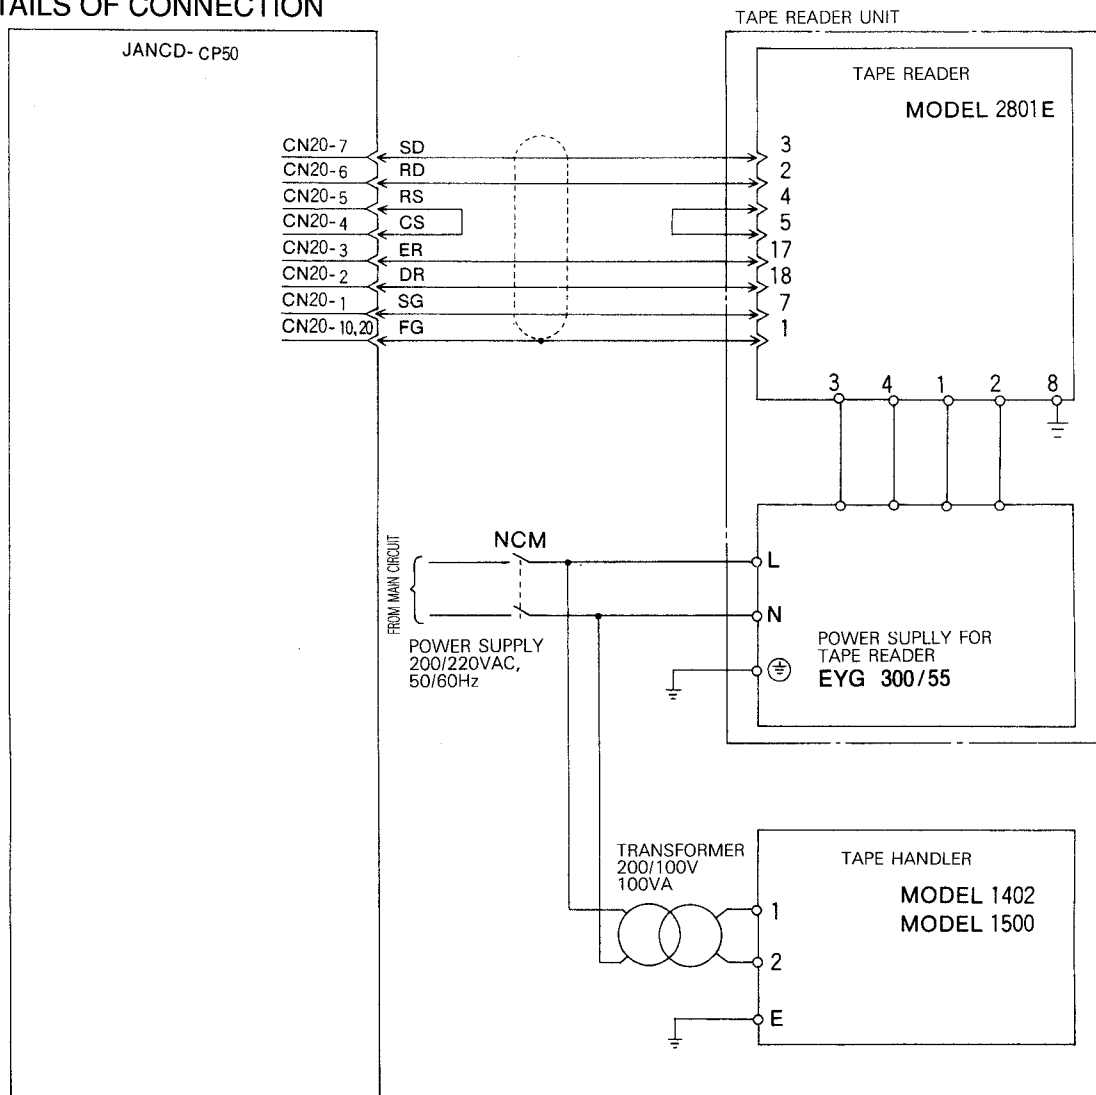 TAILS OF CONNECTION
TAPE READER UNIT
JANCD-CP50
TAPE READER
MODEL 2801E
CN20-7 SD 3
CN20-6 RD 2
CN20-5 RS 4
CN20-4 CS 5
CN20-3 ER 17
CN20-2 DR 18
CN20-1 SG 7
CN20-10,20 FG 1
3 4 1 2 8
FROM MAIN CIRCUIT
NCM
L
N
POWER SUPPLY
200/220VAC,
50/60Hz
POWER SUPLLY FOR
TAPE READER
EYG 300/55
TRANSFORMER
200/100V
100VA
TAPE HANDLER
MODEL 1402
MODEL 1500
1
2
E